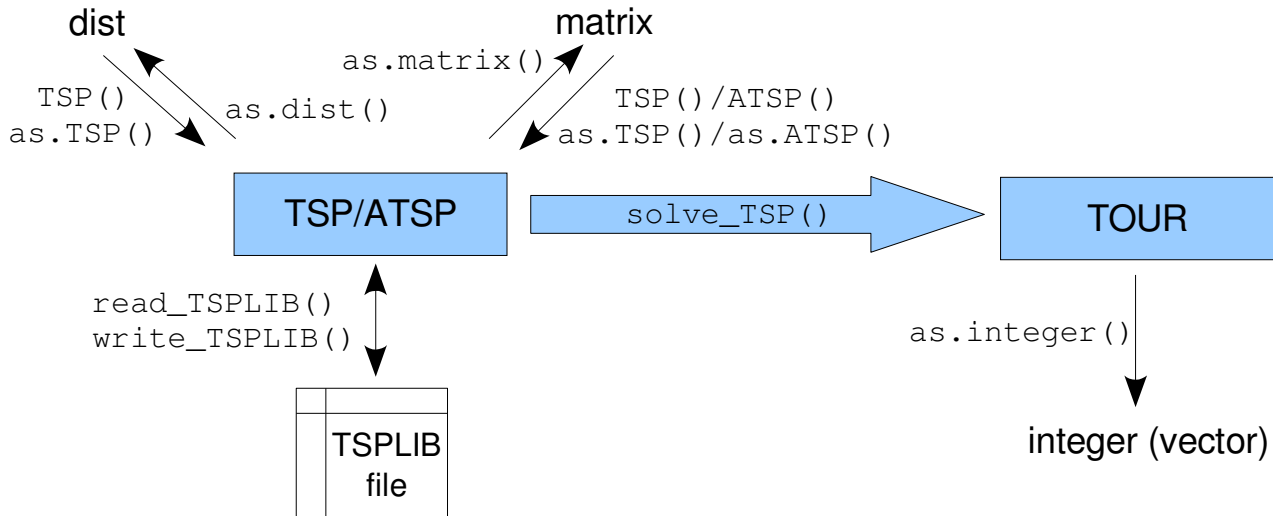 dist
matrix
as.matrix()
TSP()
as.TSP()
as.dist()
TSP()/ATSP()
as.TSP()/as.ATSP()
TSP/ATSP
solve_TSP()
TOUR
read_TSPLIB()
write_TSPLIB()
as.integer()
TSPLIB
file
integer (vector)